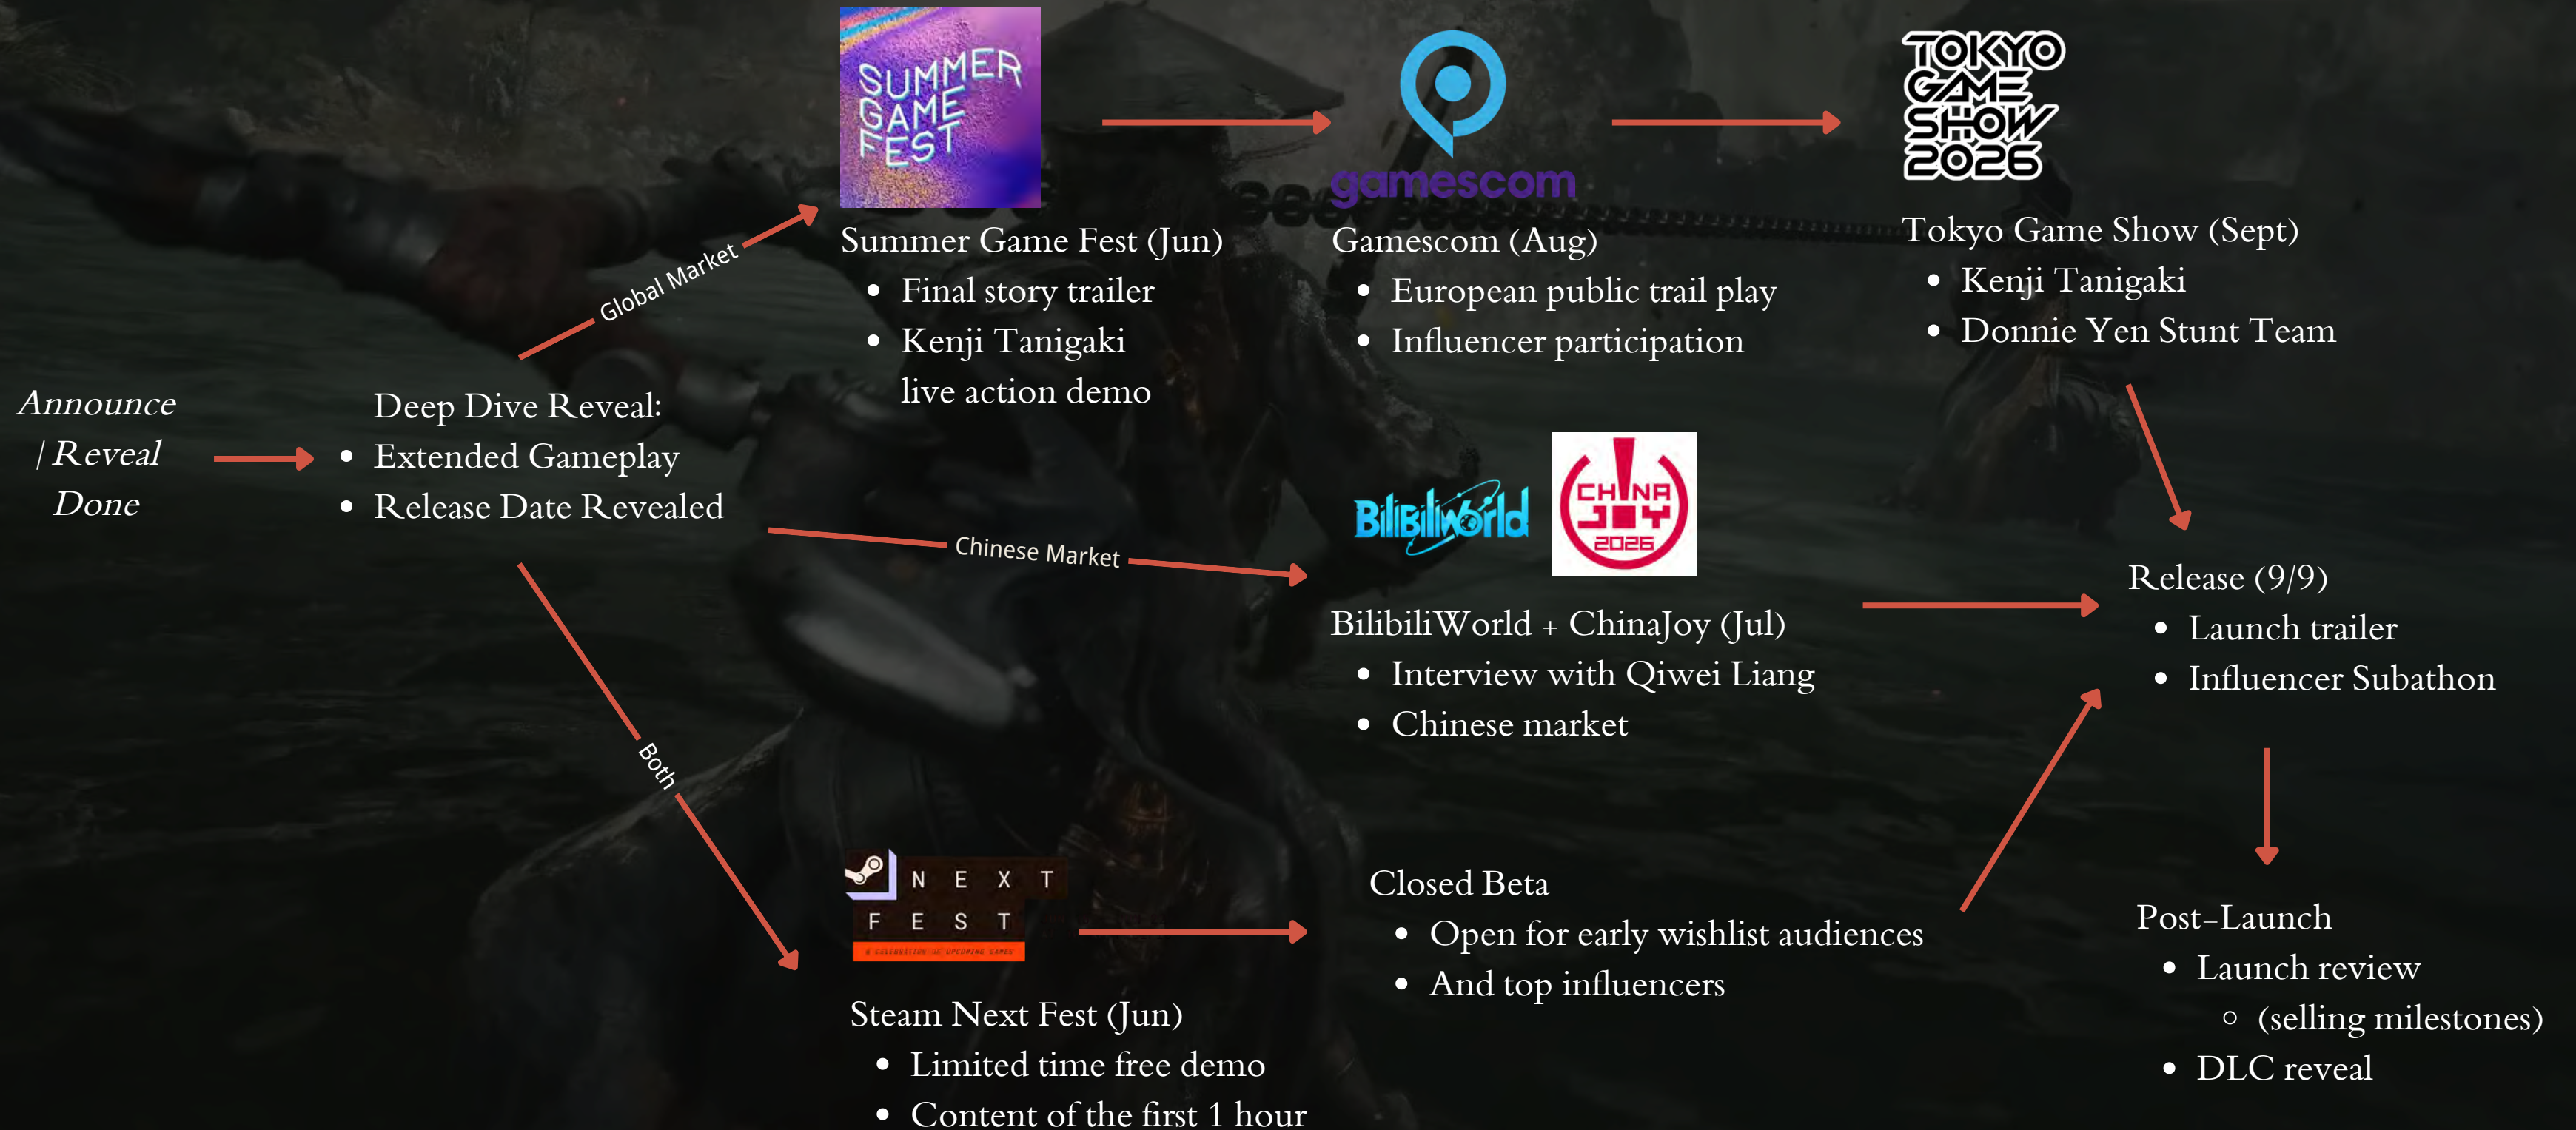 Announce
/ Reveal
Done
Deep Dive Reveal:
• Extended Gameplay
• Release Date Revealed
Global Market
SUMMER
GAME
FEST
Summer Game Fest (Jun)
• Final story trailer
• Kenji Tanigaki
live action demo
gamescom
Gamescom (Aug)
• European public trail play
• Influencer participation
TOKYO
GAME
SHOW
2026
Tokyo Game Show (Sept)
• Kenji Tanigaki
• Donnie Yen Stunt Team
Chinese Market
BiliBiliWorld
CHINA
JOY
2026
BilibiliWorld + ChinaJoy (Jul)
• Interview with Qiwei Liang
• Chinese market
Both
NEXT
FEST
A CELEBRATION OF UPCOMING GAMES
Steam Next Fest (Jun)
• Limited time free demo
• Content of the first 1 hour
Closed Beta
• Open for early wishlist audiences
• And top influencers
Release (9/9)
• Launch trailer
• Influencer Subathon
Post-Launch
• Launch review
○ (selling milestones)
• DLC reveal